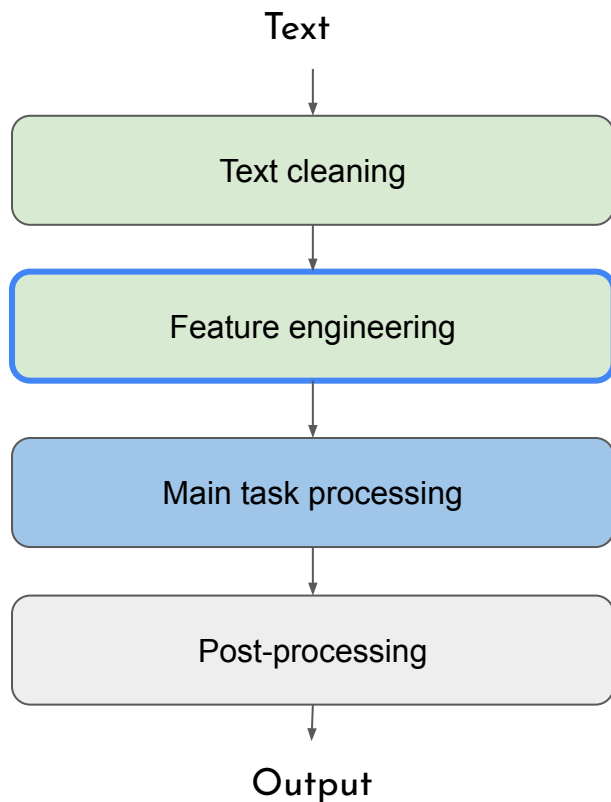 Text
Text cleaning
Feature engineering
Main task processing
Post-processing
Output